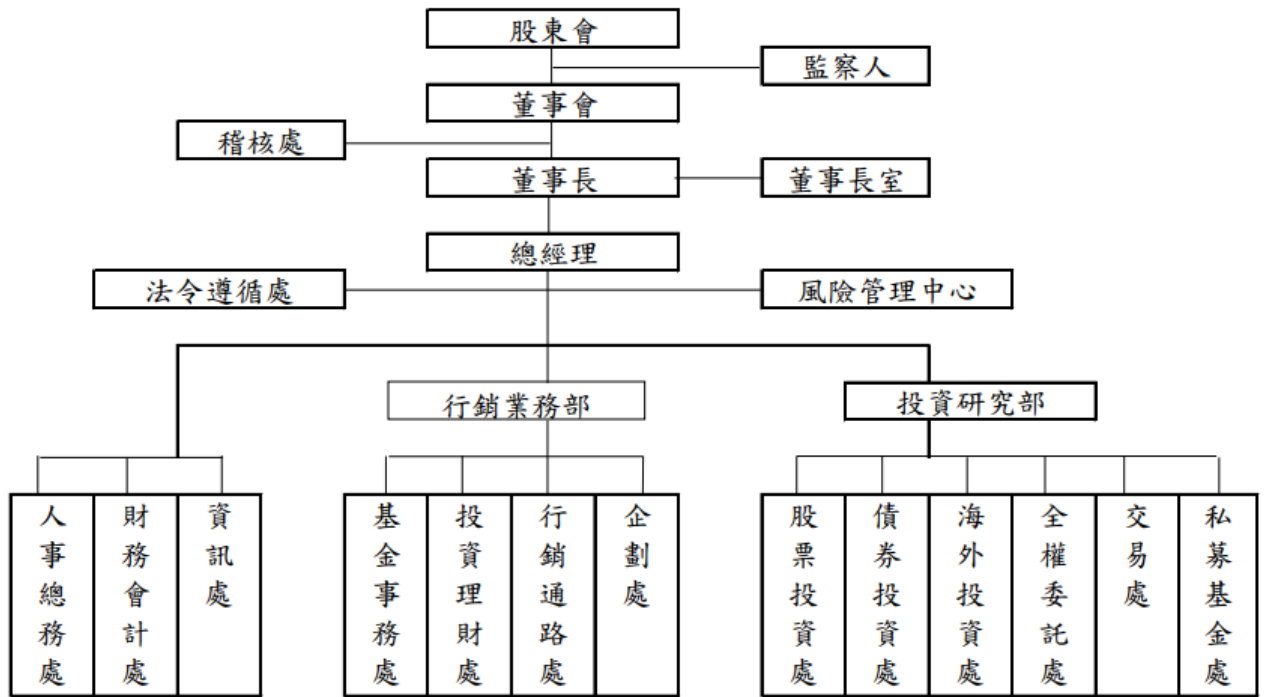 股東會
監察人
董事會
稽核處
董事長
董事長室
總經理
法令遵循處
風險管理中心
行銷業務部
投資研究部
人事總務處
財務會計處
資訊處
基金事務處
投資理財處
行銷通路處
企劃處
股票投資處
債券投資處
海外投資處
全權委託處
交易處
私募基金處